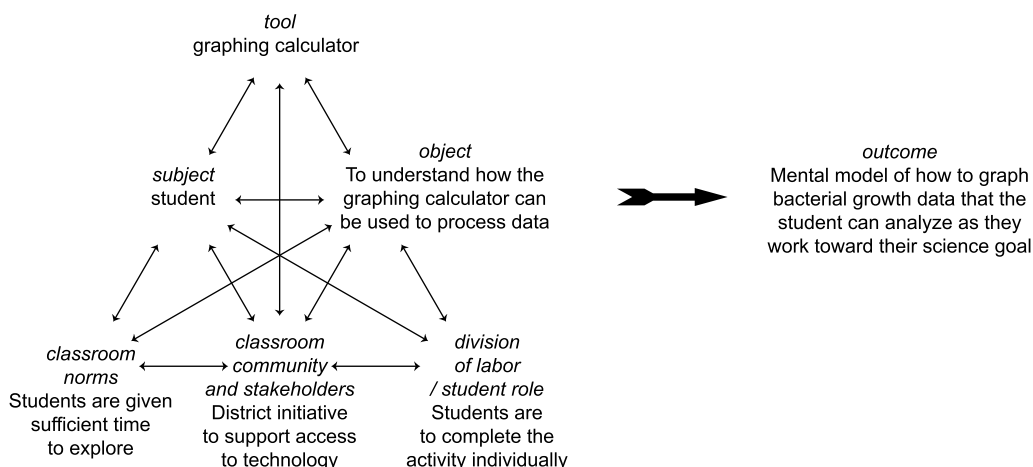 tool
graphing calculator
subject
student
object
To understand how the
graphing calculator can
be used to process data
outcome
Mental model of how to graph
bacterial growth data that the
student can analyze as they
work toward their science goal
classroom
norms
Students are given
sufficient time
to explore
classroom
community
and stakeholders
District initiative
to support access
to technology
division
of labor
/ student role
Students are
to complete the
activity individually